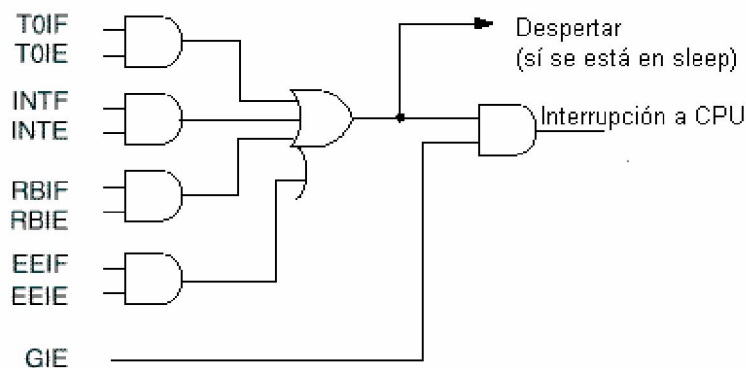 T0IF
T0IE
Despertar
(sí se está en sleep)
INTF
INTE
Interrupción a CPU
RBIF
RBIE
EEIF
EEIE
GIE